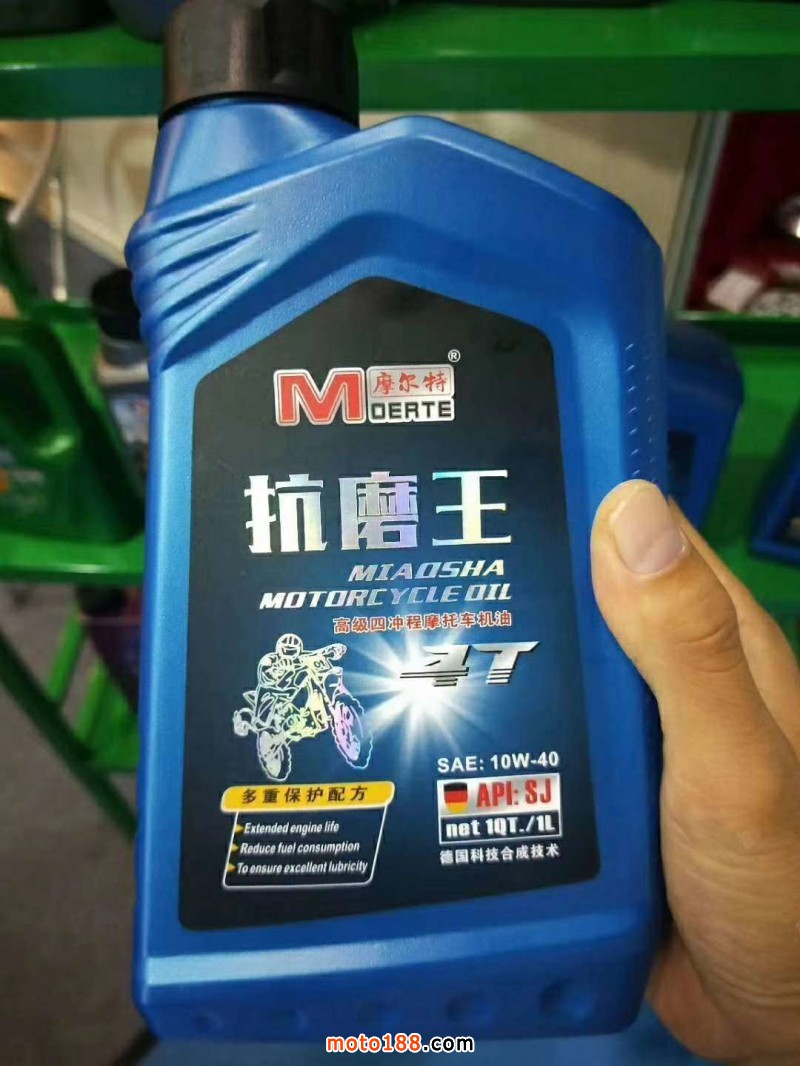 ®
M 摩尔特
OERTE
抗磨王
MIAOSHA
MOTORCYCLE OIL
高级四冲程摩托车机油
4T
SAE: 10W-40
API: SJ
net 1QT./1L
德国科技合成技术
多重保护配方
Extended engine life
Reduce fuel consumption
To ensure excellent lubricity
moto188.com